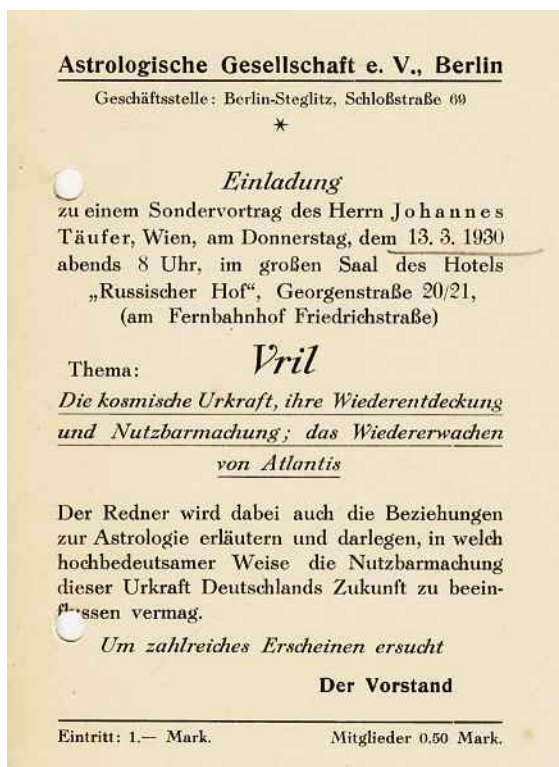 Astrologische Gesellschaft e. V., Berlin
Geschäftsstelle: Berlin-Steglitz, Schloßstraße 69
*
Einladung
zu einem Sondervortrag des Herrn Johannes
Täufer, Wien, am Donnerstag, dem 13. 3. 1930
abends 8 Uhr, im großen Saal des Hotels
„Russischer Hof“, Georgenstraße 20/21,
(am Fernbahnhof Friedrichstraße)
Thema: Vril
Die kosmische Urkraft, ihre Wiederentdeckung
und Nutzbarmachung; das Wiedererwachen
von Atlantis
Der Redner wird dabei auch die Beziehungen
zur Astrologie erläutern und darlegen, in welch
hochbedeutsamer Weise die Nutzbarmachung
dieser Urkraft Deutschlands Zukunft zu beein-
flussen vermag.
Um zahlreiches Erscheinen ersucht
Der Vorstand
Eintritt: 1.— Mark. Mitglieder 0.50 Mark.